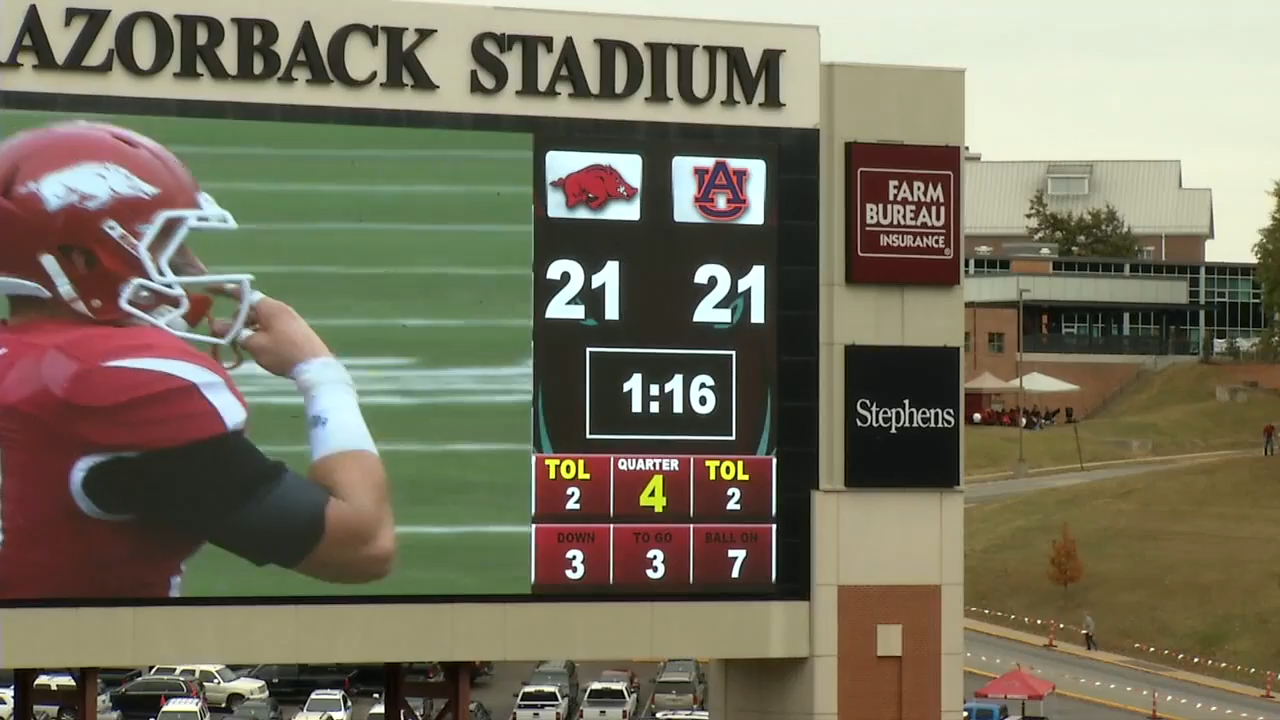 AZORBACK STADIUM
21 21
1:16
TOL QUARTER TOL
2 4 2
DOWN TO GO BALL ON
3 3 7
FARM
BUREAU
INSURANCE®
Stephens